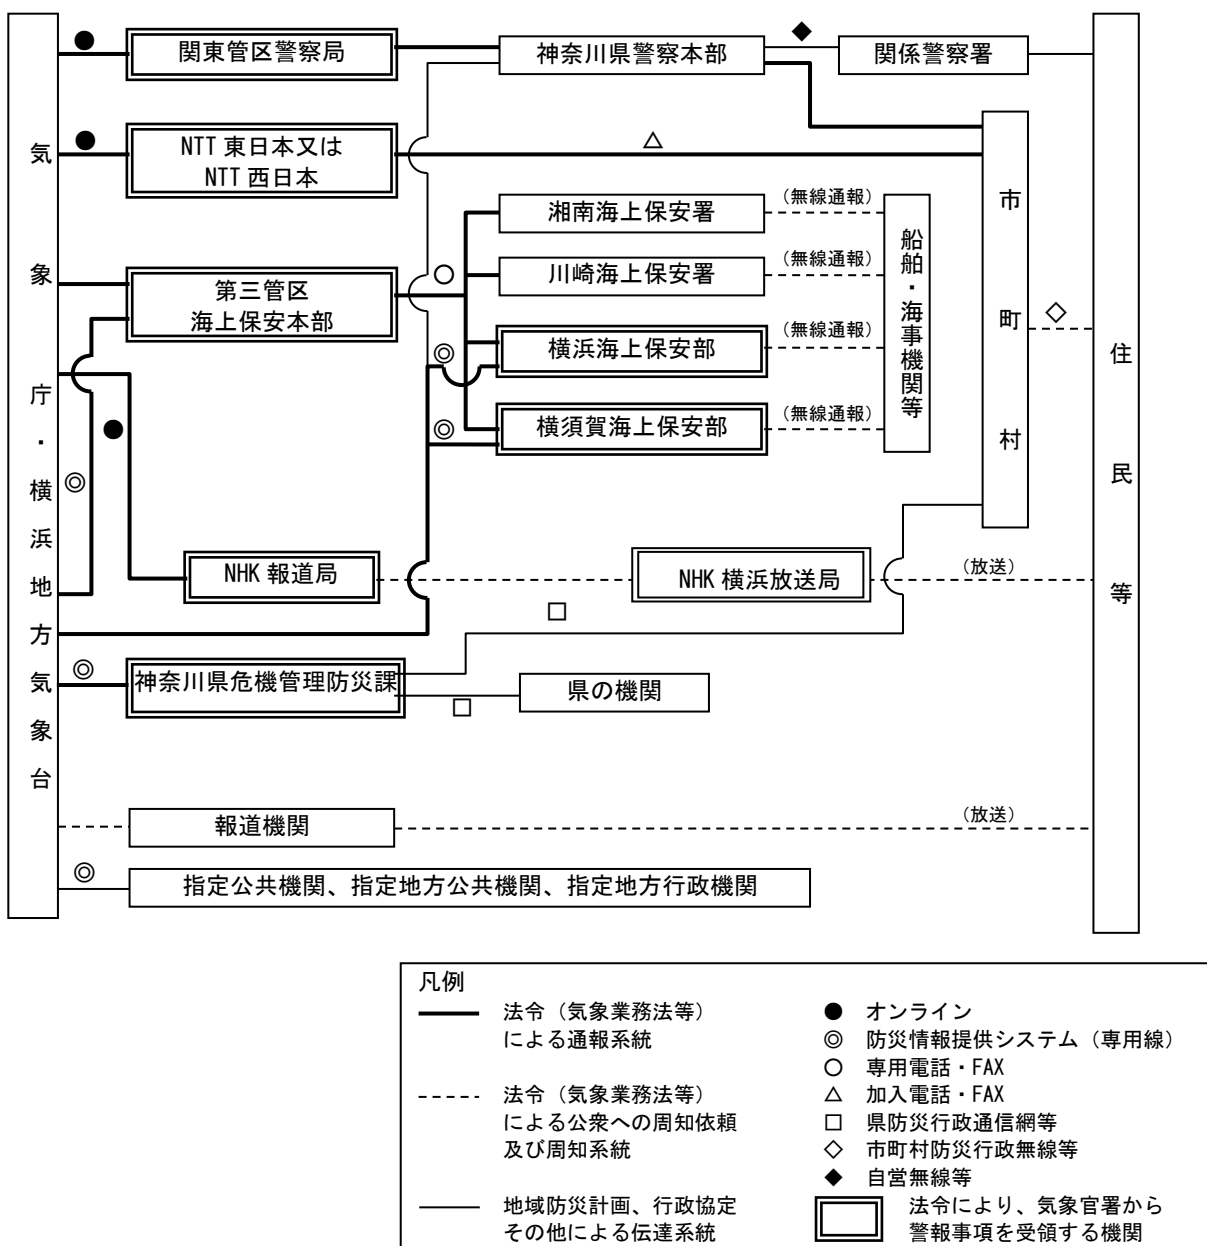 気象庁・横浜地方気象台
関東管区警察局
神奈川県警察本部
関係警察署
NTT 東日本又は
NTT 西日本
市町村
湘南海上保安署
(無線通報)
川崎海上保安署
(無線通報)
第三管区
海上保安本部
横浜海上保安部
(無線通報)
横須賀海上保安部
(無線通報)
船舶・海事機関等
住民等
NHK 報道局
NHK 横浜放送局
(放送)
神奈川県危機管理防災課
県の機関
報道機関
(放送)
指定公共機関、指定地方公共機関、指定地方行政機関
凡例
法令（気象業務法等）
による通報系統
法令（気象業務法等）
による公衆への周知依頼
及び周知系統
地域防災計画、行政協定
その他による伝達系統
● オンライン
◎ 防災情報提供システム（専用線）
○ 専用電話・FAX
△ 加入電話・FAX
□ 県防災行政通信網等
◇ 市町村防災行政無線等
◆ 自営無線等
法令により、気象官署から
警報事項を受領する機関